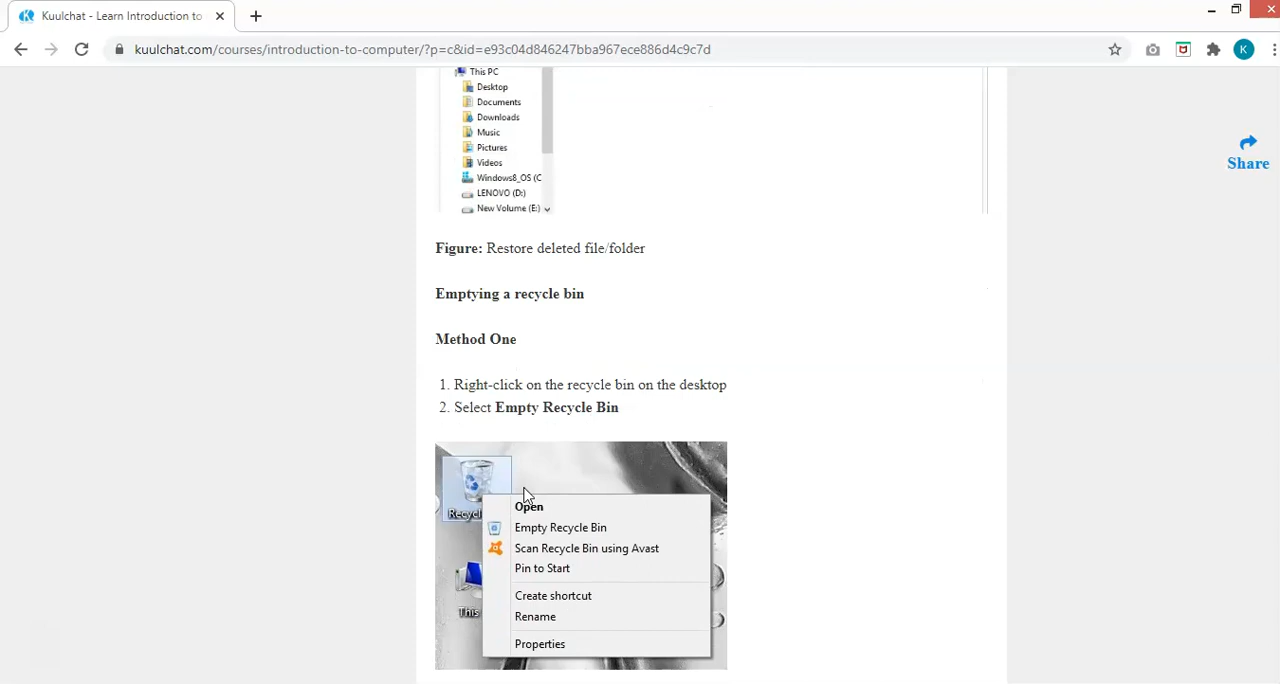 Kuulchat - Learn Introduction to
kuulchat.com/courses/introduction-to-computer/?p=c&id=e93c04d846247bba967ece886d4c9c7d
K
This PC
Desktop
Documents
Downloads
Music
Pictures
Videos
Windows8_OS (C
LENOVO (D:)
New Volume (E:)
Share
Figure: Restore deleted file/folder
Emptying a recycle bin
Method One
1. Right-click on the recycle bin on the desktop
2. Select Empty Recycle Bin
Recyc
This
Open
Empty Recycle Bin
Scan Recycle Bin using Avast
Pin to Start
Create shortcut
Rename
Properties